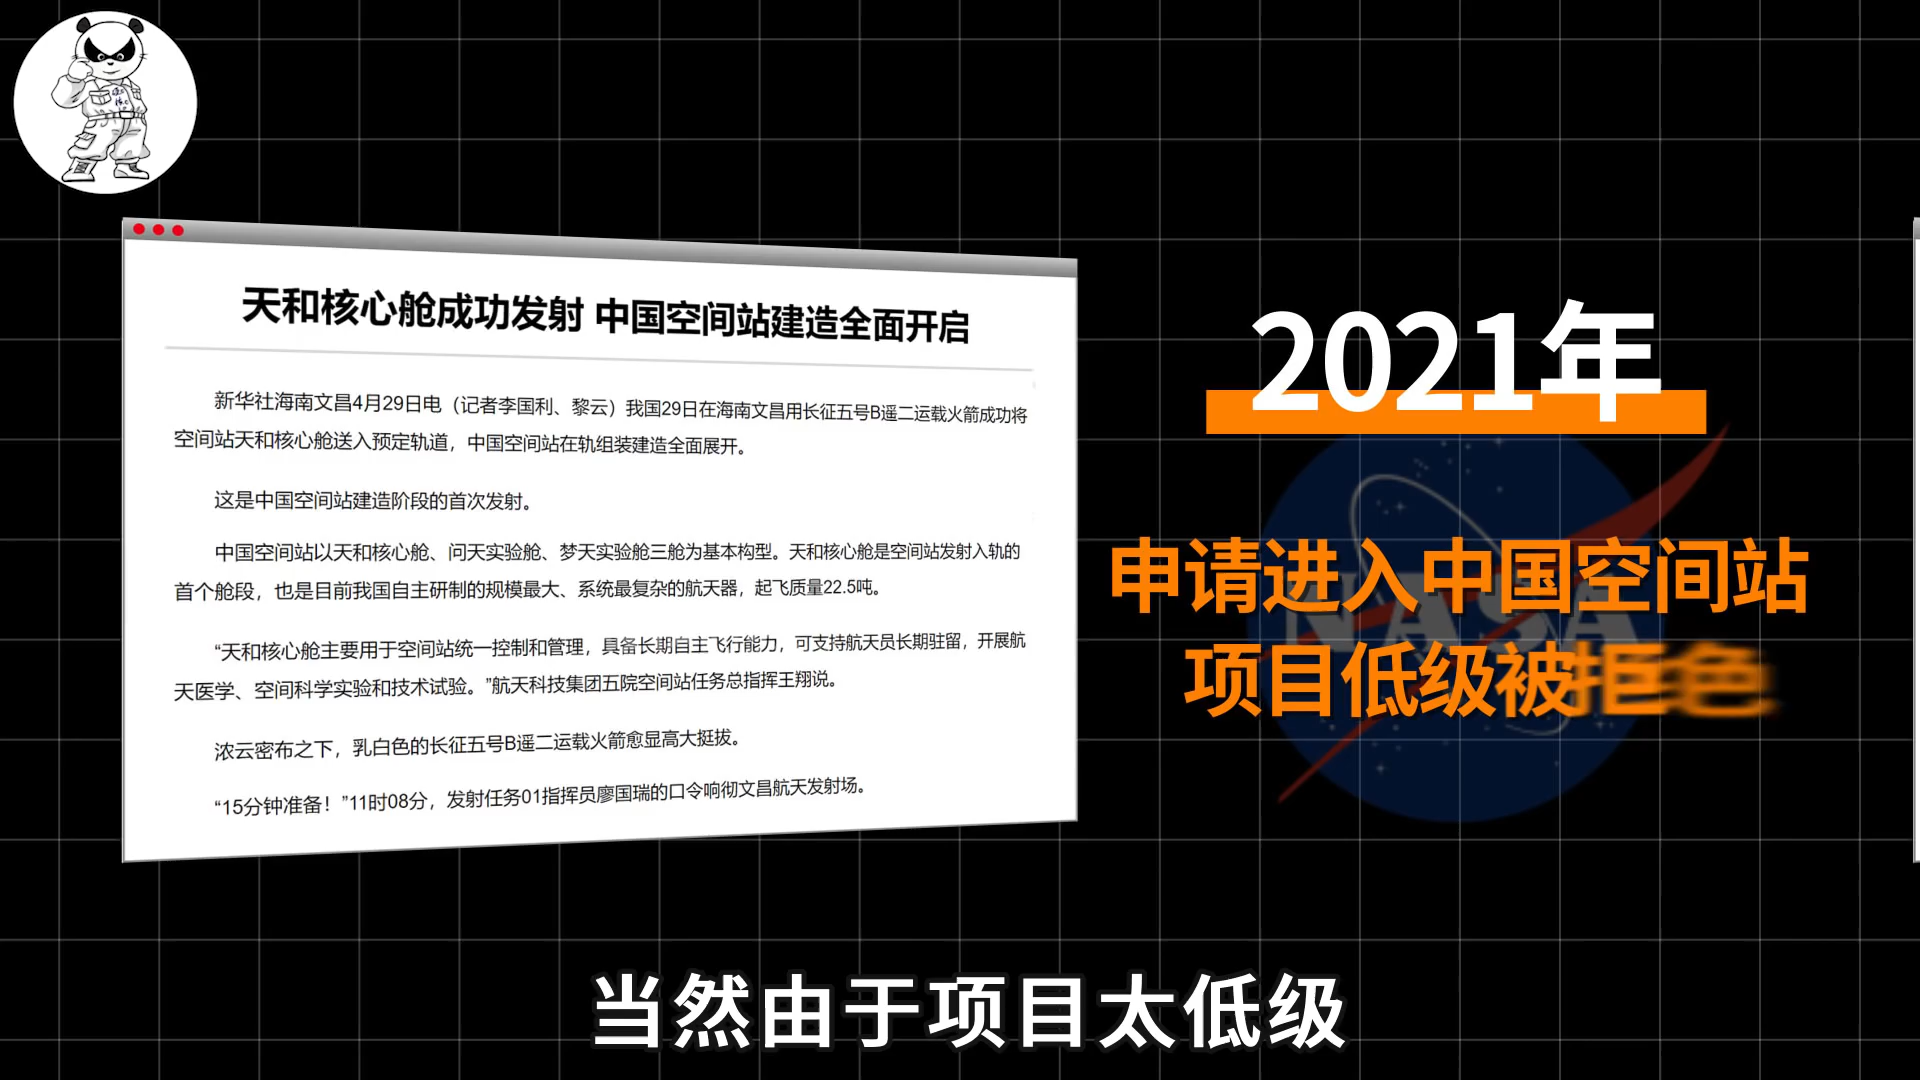 天和核心舱成功发射 中国空间站建造全面开启
新华社海南文昌4月29日电（记者李国利、黎云）我国29日在海南文昌用长征五号B遥二运载火箭成功将
空间站天和核心舱送入预定轨道，中国空间站在轨组装建造全面展开。
这是中国空间站建造阶段的首次发射。
中国空间站以天和核心舱、问天实验舱、梦天实验舱三舱为基本构型。天和核心舱是空间站发射入轨的
首个舱段，也是目前我国自主研制的规模最大、系统最复杂的航天器，起飞质量22.5吨。
“天和核心舱主要用于空间站统一控制和管理，具备长期自主飞行能力，可支持航天员长期驻留，开展航
天医学、空间科学实验和技术试验。”航天科技集团五院空间站任务总指挥王翔说。
浓云密布之下，乳白色的长征五号B遥二运载火箭愈显高大挺拔。
“15分钟准备！”11时08分，发射任务01指挥员廖国瑞的口令响彻文昌航天发射场。
2021年
申请进入中国空间站
项目低级被拒
NASA
当然由于项目太低级